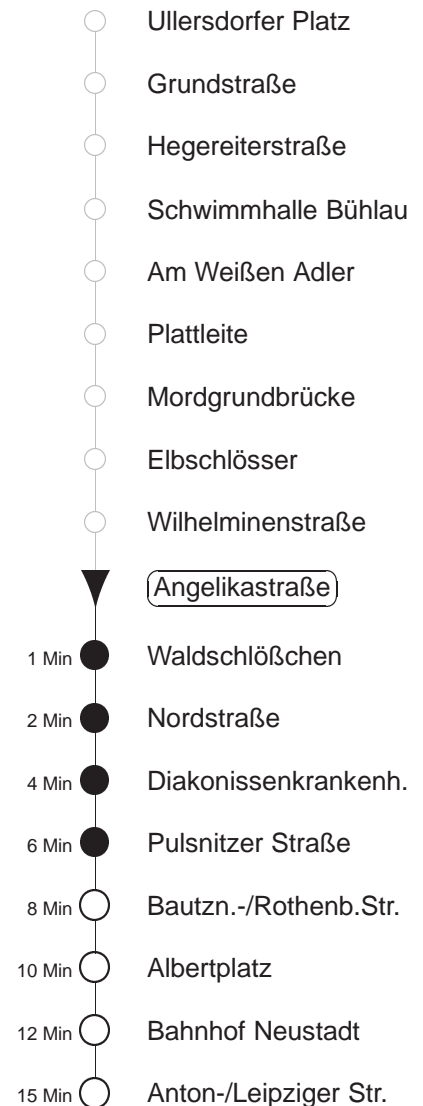 Ullersdorfer Platz
Grundstraße
Hegereiterstraße
Schwimmhalle Bühlau
Am Weißen Adler
Plattleite
Mordgrundbrücke
Elbschlösser
Wilhelminenstraße
Angelikastraße
1 Min Waldschlößchen
2 Min Nordstraße
4 Min Diakonissenkrankenh.
6 Min Pulsnitzer Straße
8 Min Bautzn.-/Rothenb.Str.
10 Min Albertplatz
12 Min Bahnhof Neustadt
15 Min Anton-/Leipziger Str.